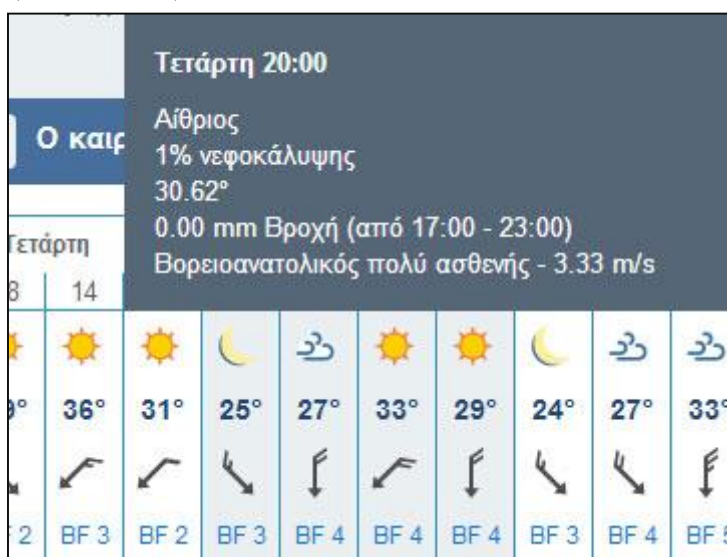 Τετάρτη 20:00
Αίθριος
1% νεφοκάλυψης
30.62°
0.00 mm Βροχή (από 17:00 - 23:00)
Βορειοανατολικός πολύ ασθενής - 3.33 m/s
Ο καιρ
Τετάρτη
14
36° 31° 25° 27° 33° 29° 24° 27° 33°
BF 3 BF 2 BF 3 BF 4 BF 4 BF 4 BF 3 BF 4